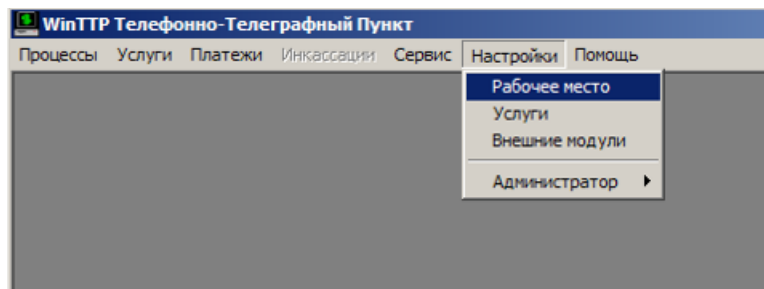 WinTTP Телефонно-Телеграфный Пункт
Процессы Услуги Платежи Инкассации Сервис Настройки Помощь
Рабочее место
Услуги
Внешние модули
Администратор